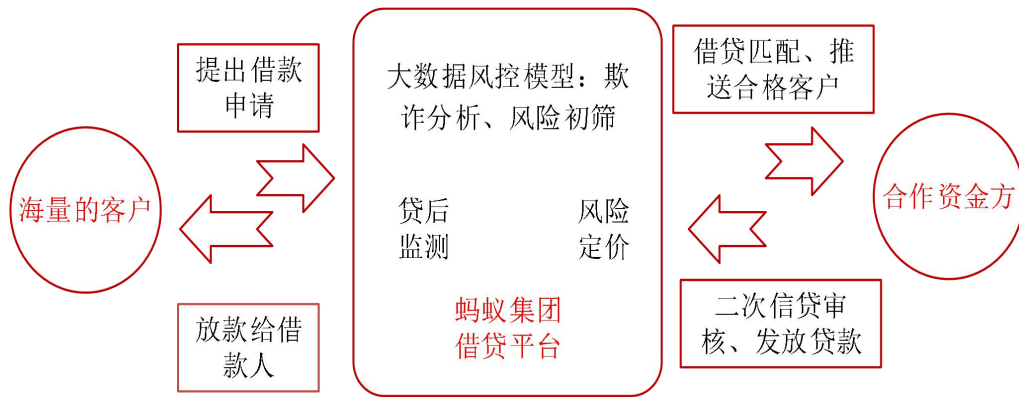 提出借款
申请
海量的客户
放款给借
款人
大数据风控模型：欺
诈分析、风险初筛
贷后
监测
风险
定价
蚂蚁集团
借贷平台
借贷匹配、推
送合格客户
合作资金方
二次信贷审
核、发放贷款